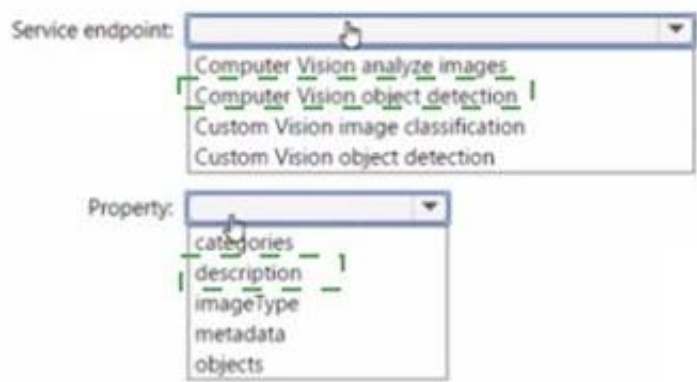 Service endpoint:
Computer Vision analyze images
Computer Vision object detection
Custom Vision image classification
Custom Vision object detection
Property:
categories
description
imageType
metadata
objects